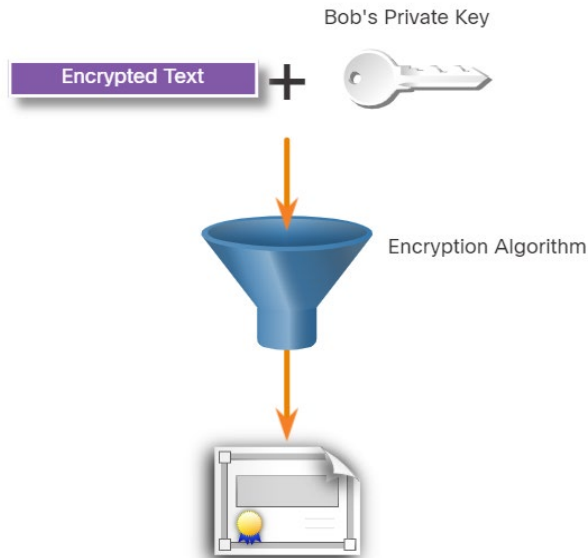 Bob's Private Key
Encrypted Text
+
Encryption Algorithm